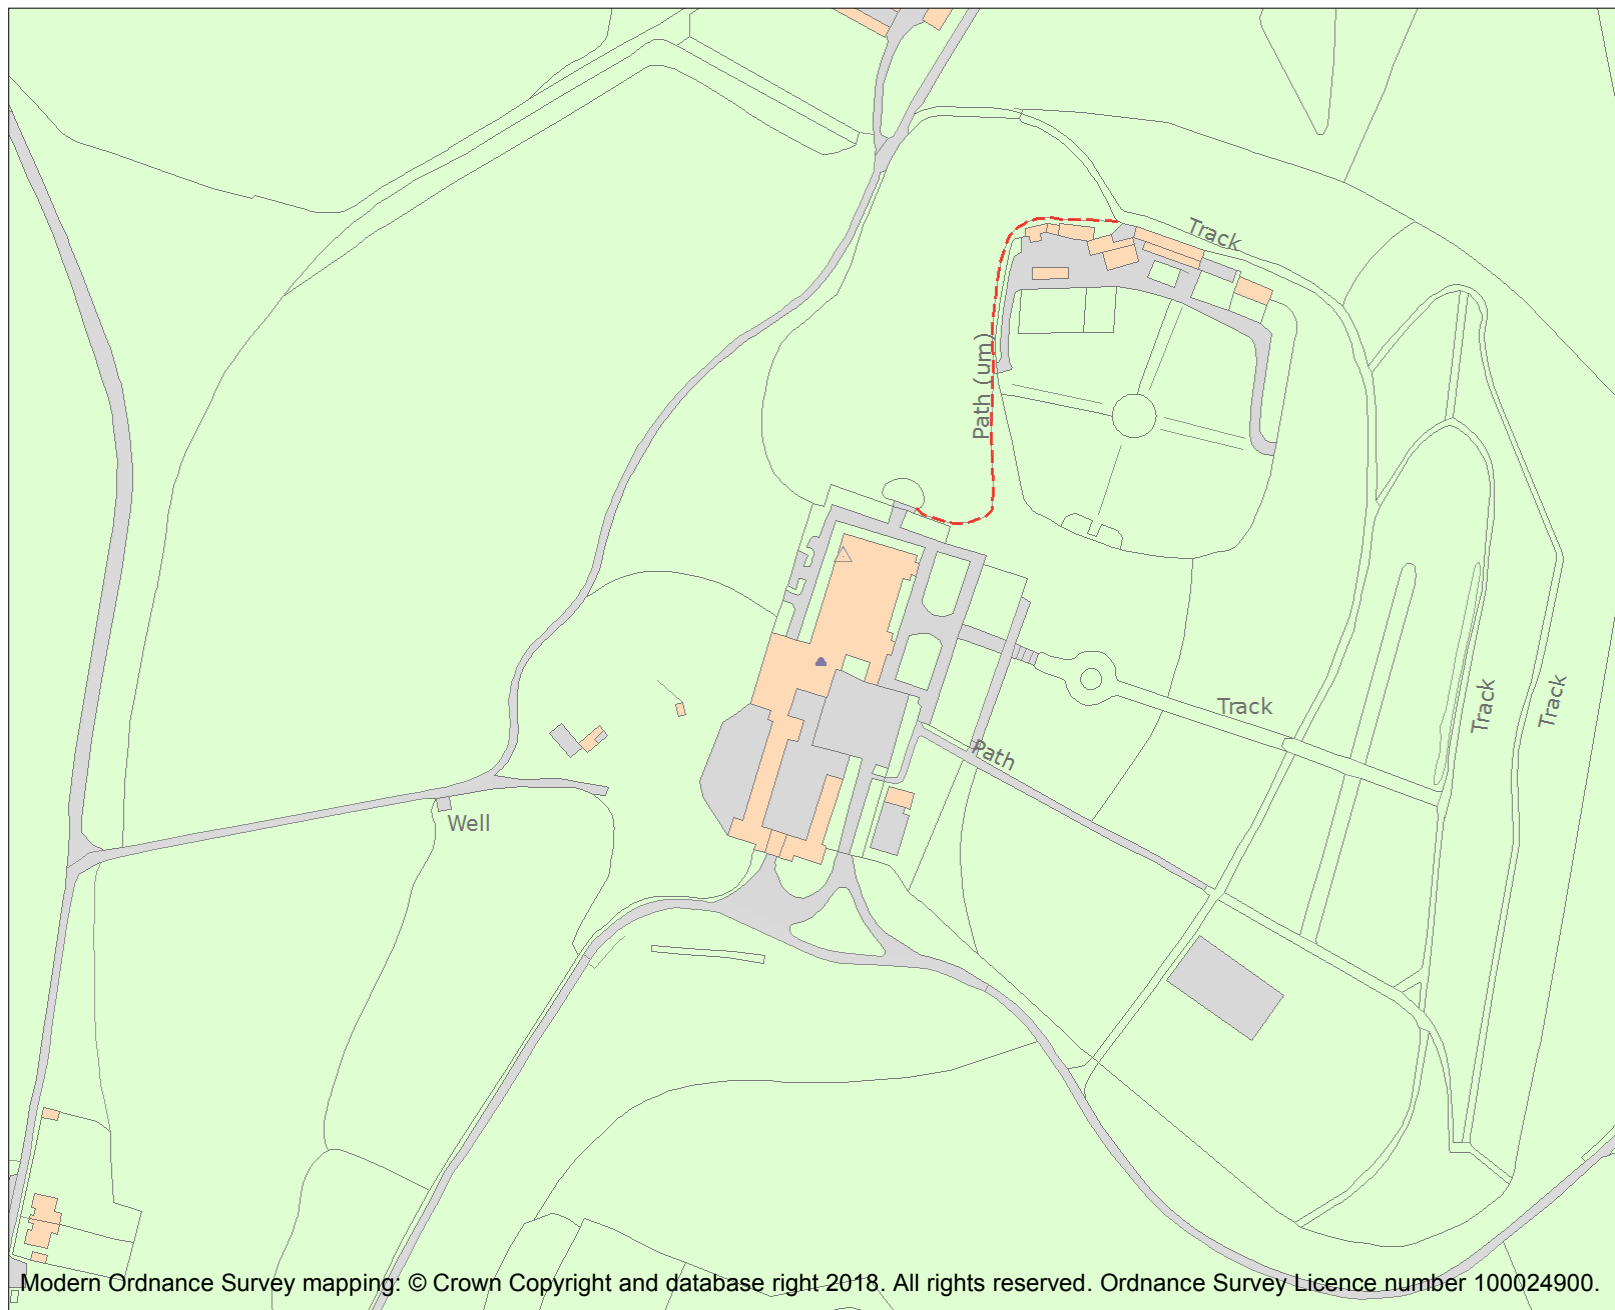 Track
Path (um)
Track
Track
Track
Path
Well
Modern Ordnance Survey mapping: © Crown Copyright and database right 2018. All rights reserved. Ordnance Survey Licence number 100024900.